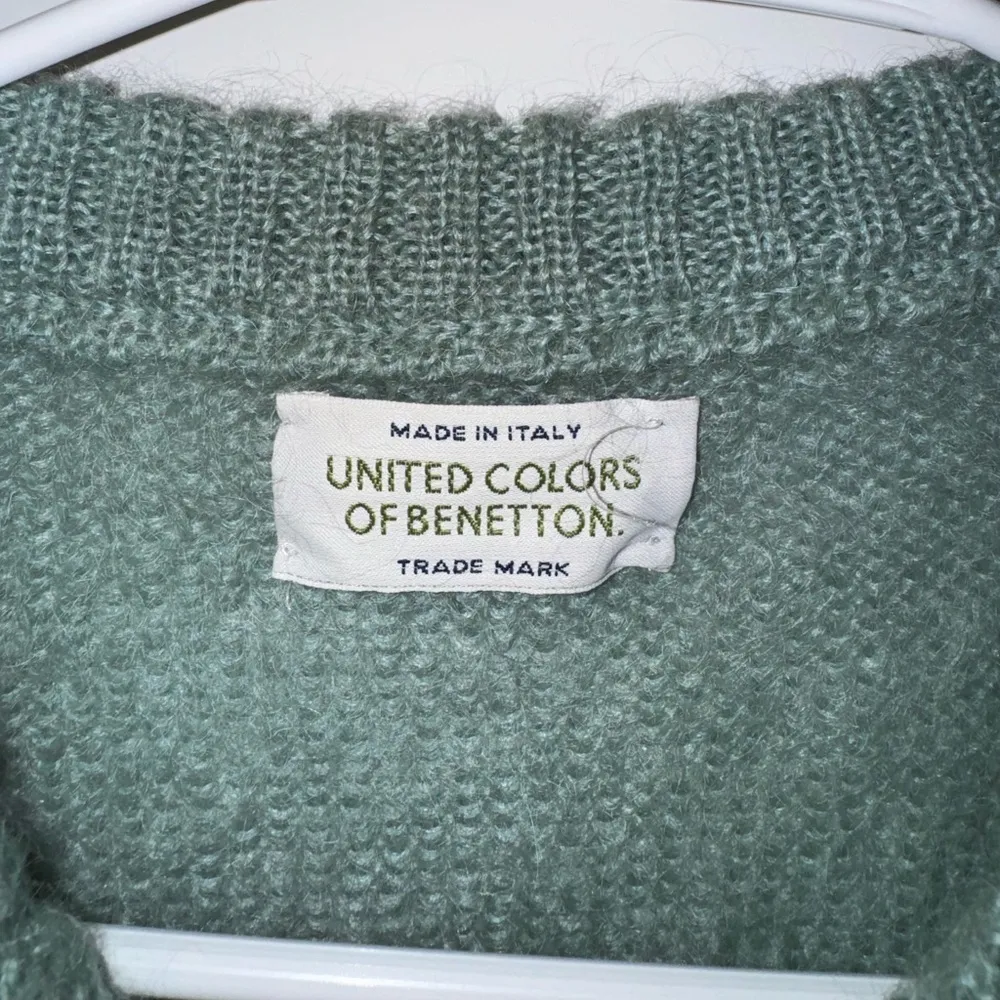 MADE IN ITALY
UNITED COLORS
OF BENETTON.
TRADE MARK